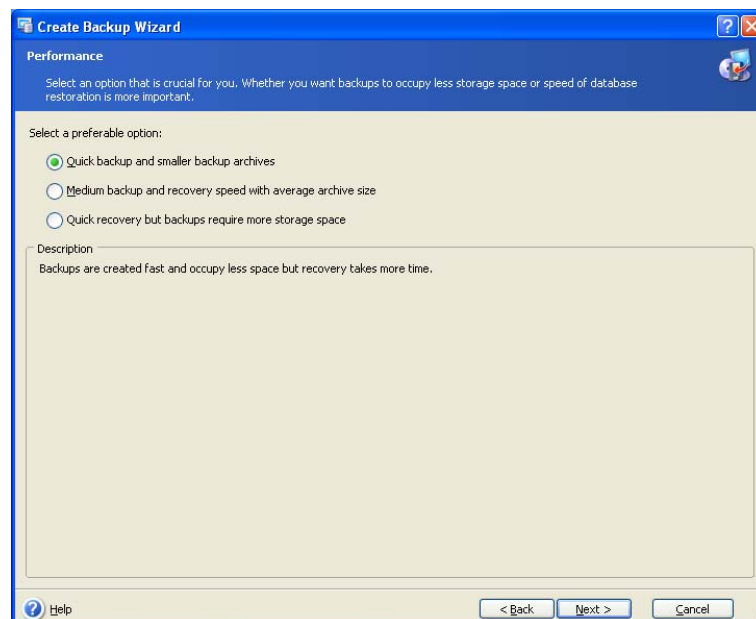 Create Backup Wizard
Performance
Select an option that is crucial for you. Whether you want backups to occupy less storage space or speed of database
restoration is more important.
Select a preferable option:
Quick backup and smaller backup archives
Medium backup and recovery speed with average archive size
Quick recovery but backups require more storage space
Description
Backups are created fast and occupy less space but recovery takes more time.
Help
< Back
Next >
Cancel